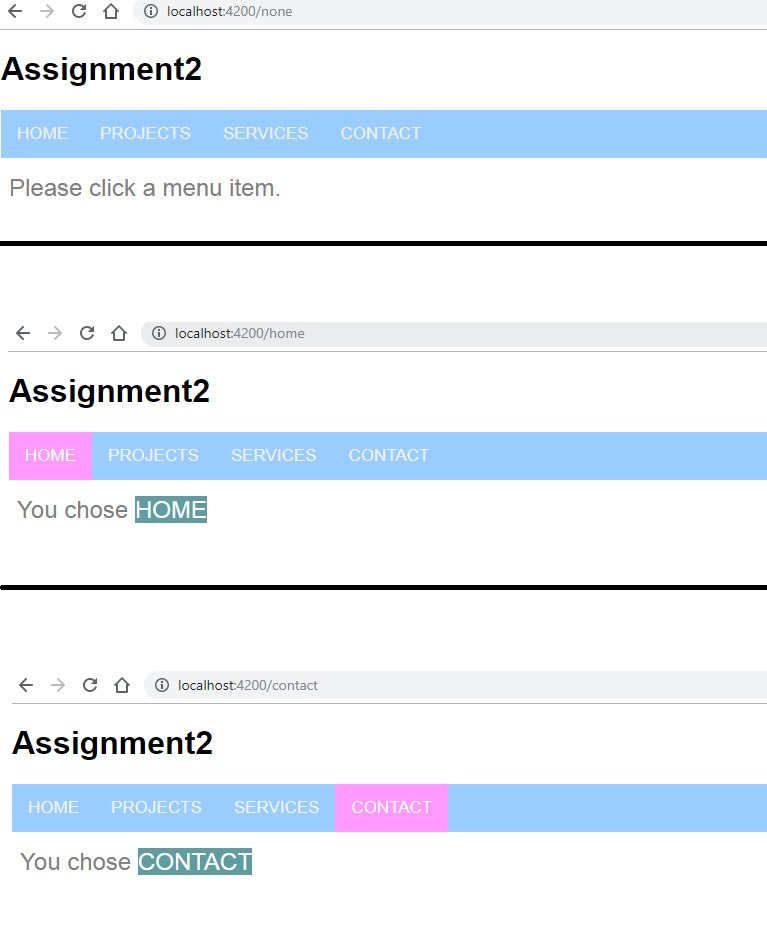 localhost:4200/none
Assignment2
HOME PROJECTS SERVICES CONTACT
Please click a menu item.
localhost:4200/home
Assignment2
HOME PROJECTS SERVICES CONTACT
You chose HOME
localhost:4200/contact
Assignment2
HOME PROJECTS SERVICES CONTACT
You chose CONTACT